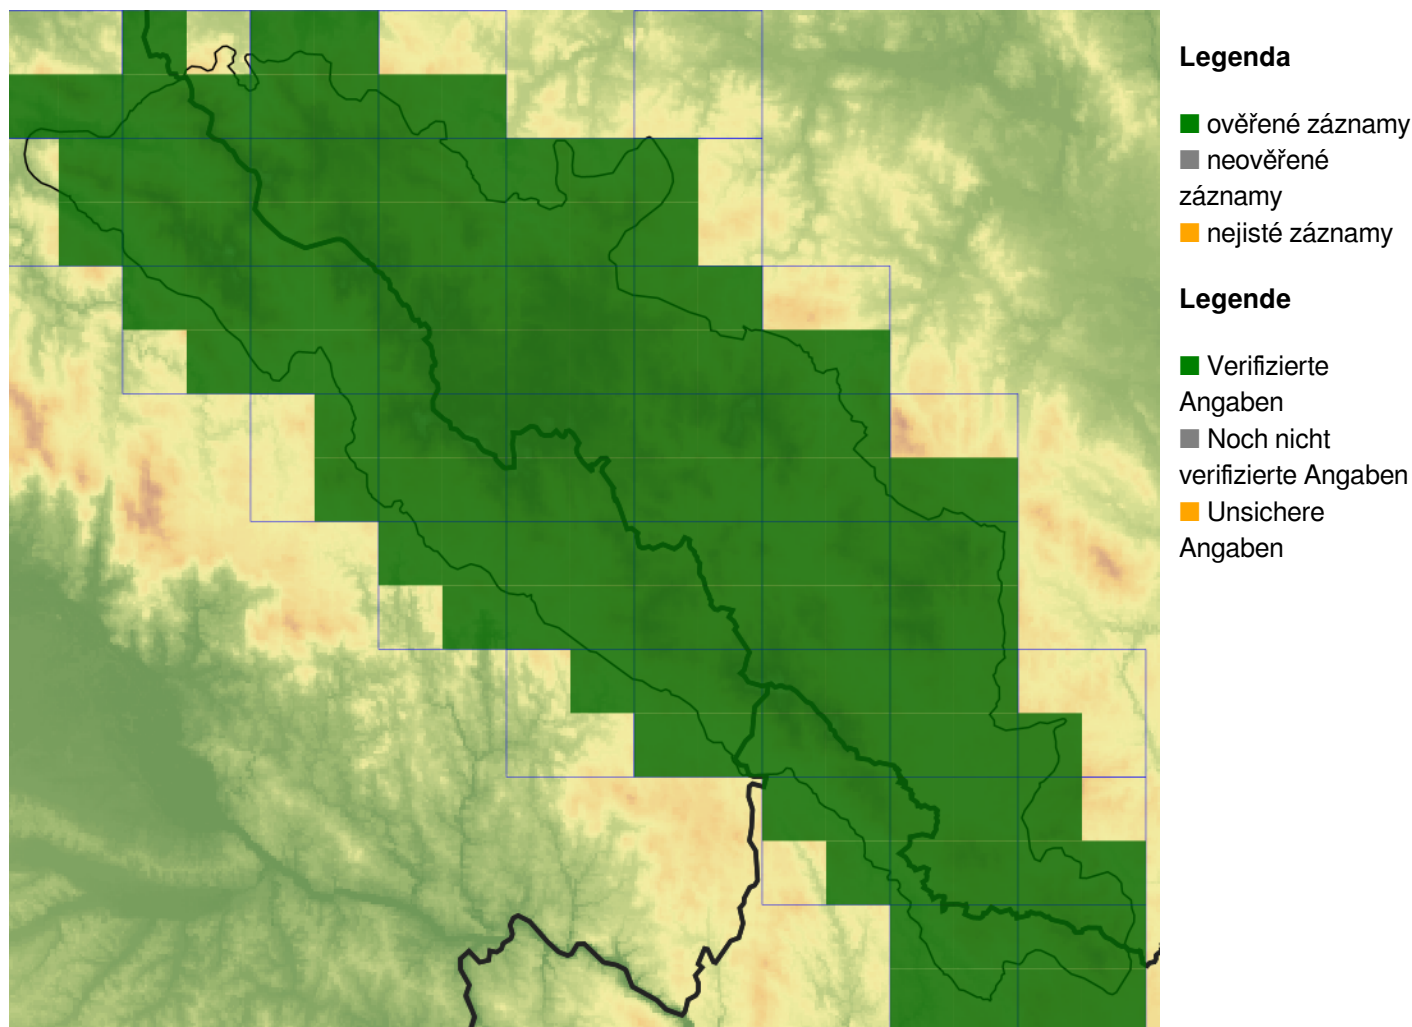 Legenda
ověřené záznamy
neověřené
záznamy
nejisté záznamy
Legende
Verifizierte
Angaben
Noch nicht
verifizierte Angaben
Unsichere
Angaben